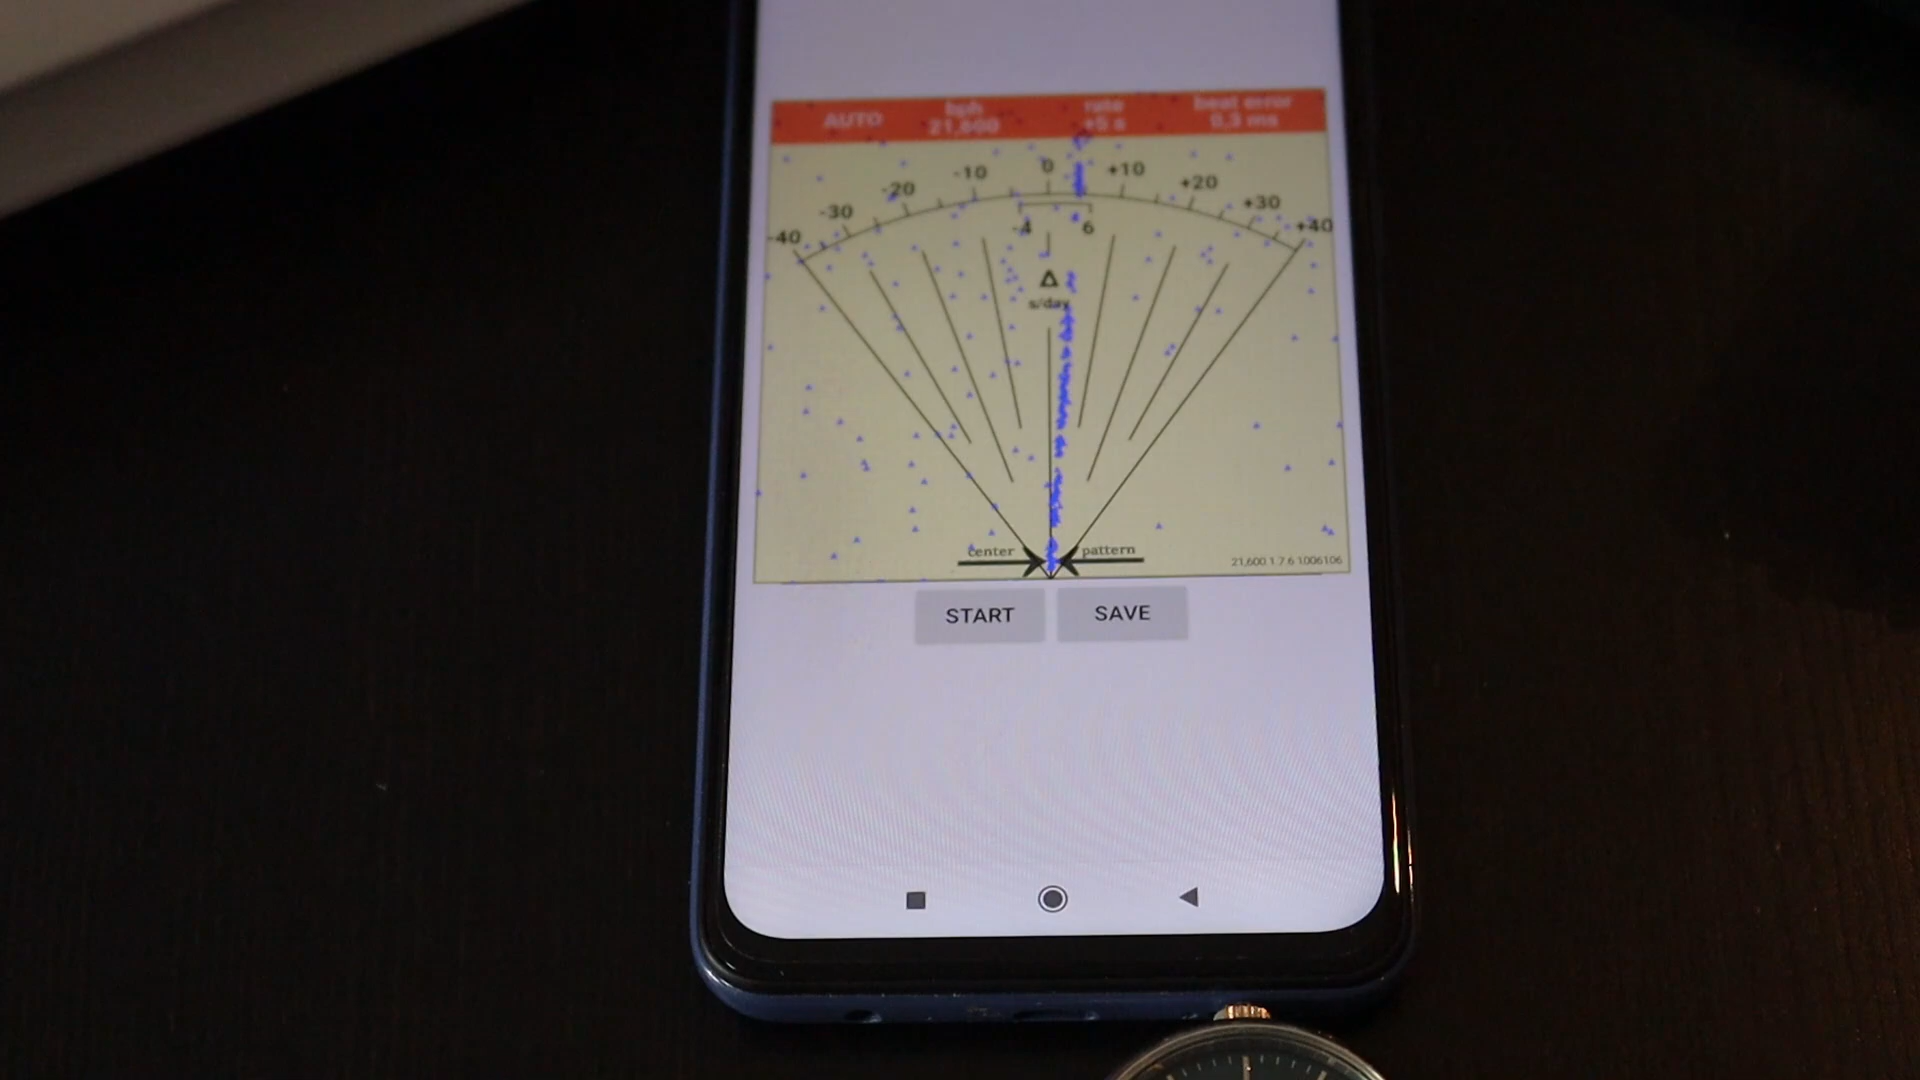 AUTO bph rate beat error
21,600 +5 s 0.3 ms
-40 -30 -20 -10 0 +10 +20 +30 +40
-4 6
Δ
s/day
center pattern
21,600 1 7 6 1006106
START SAVE